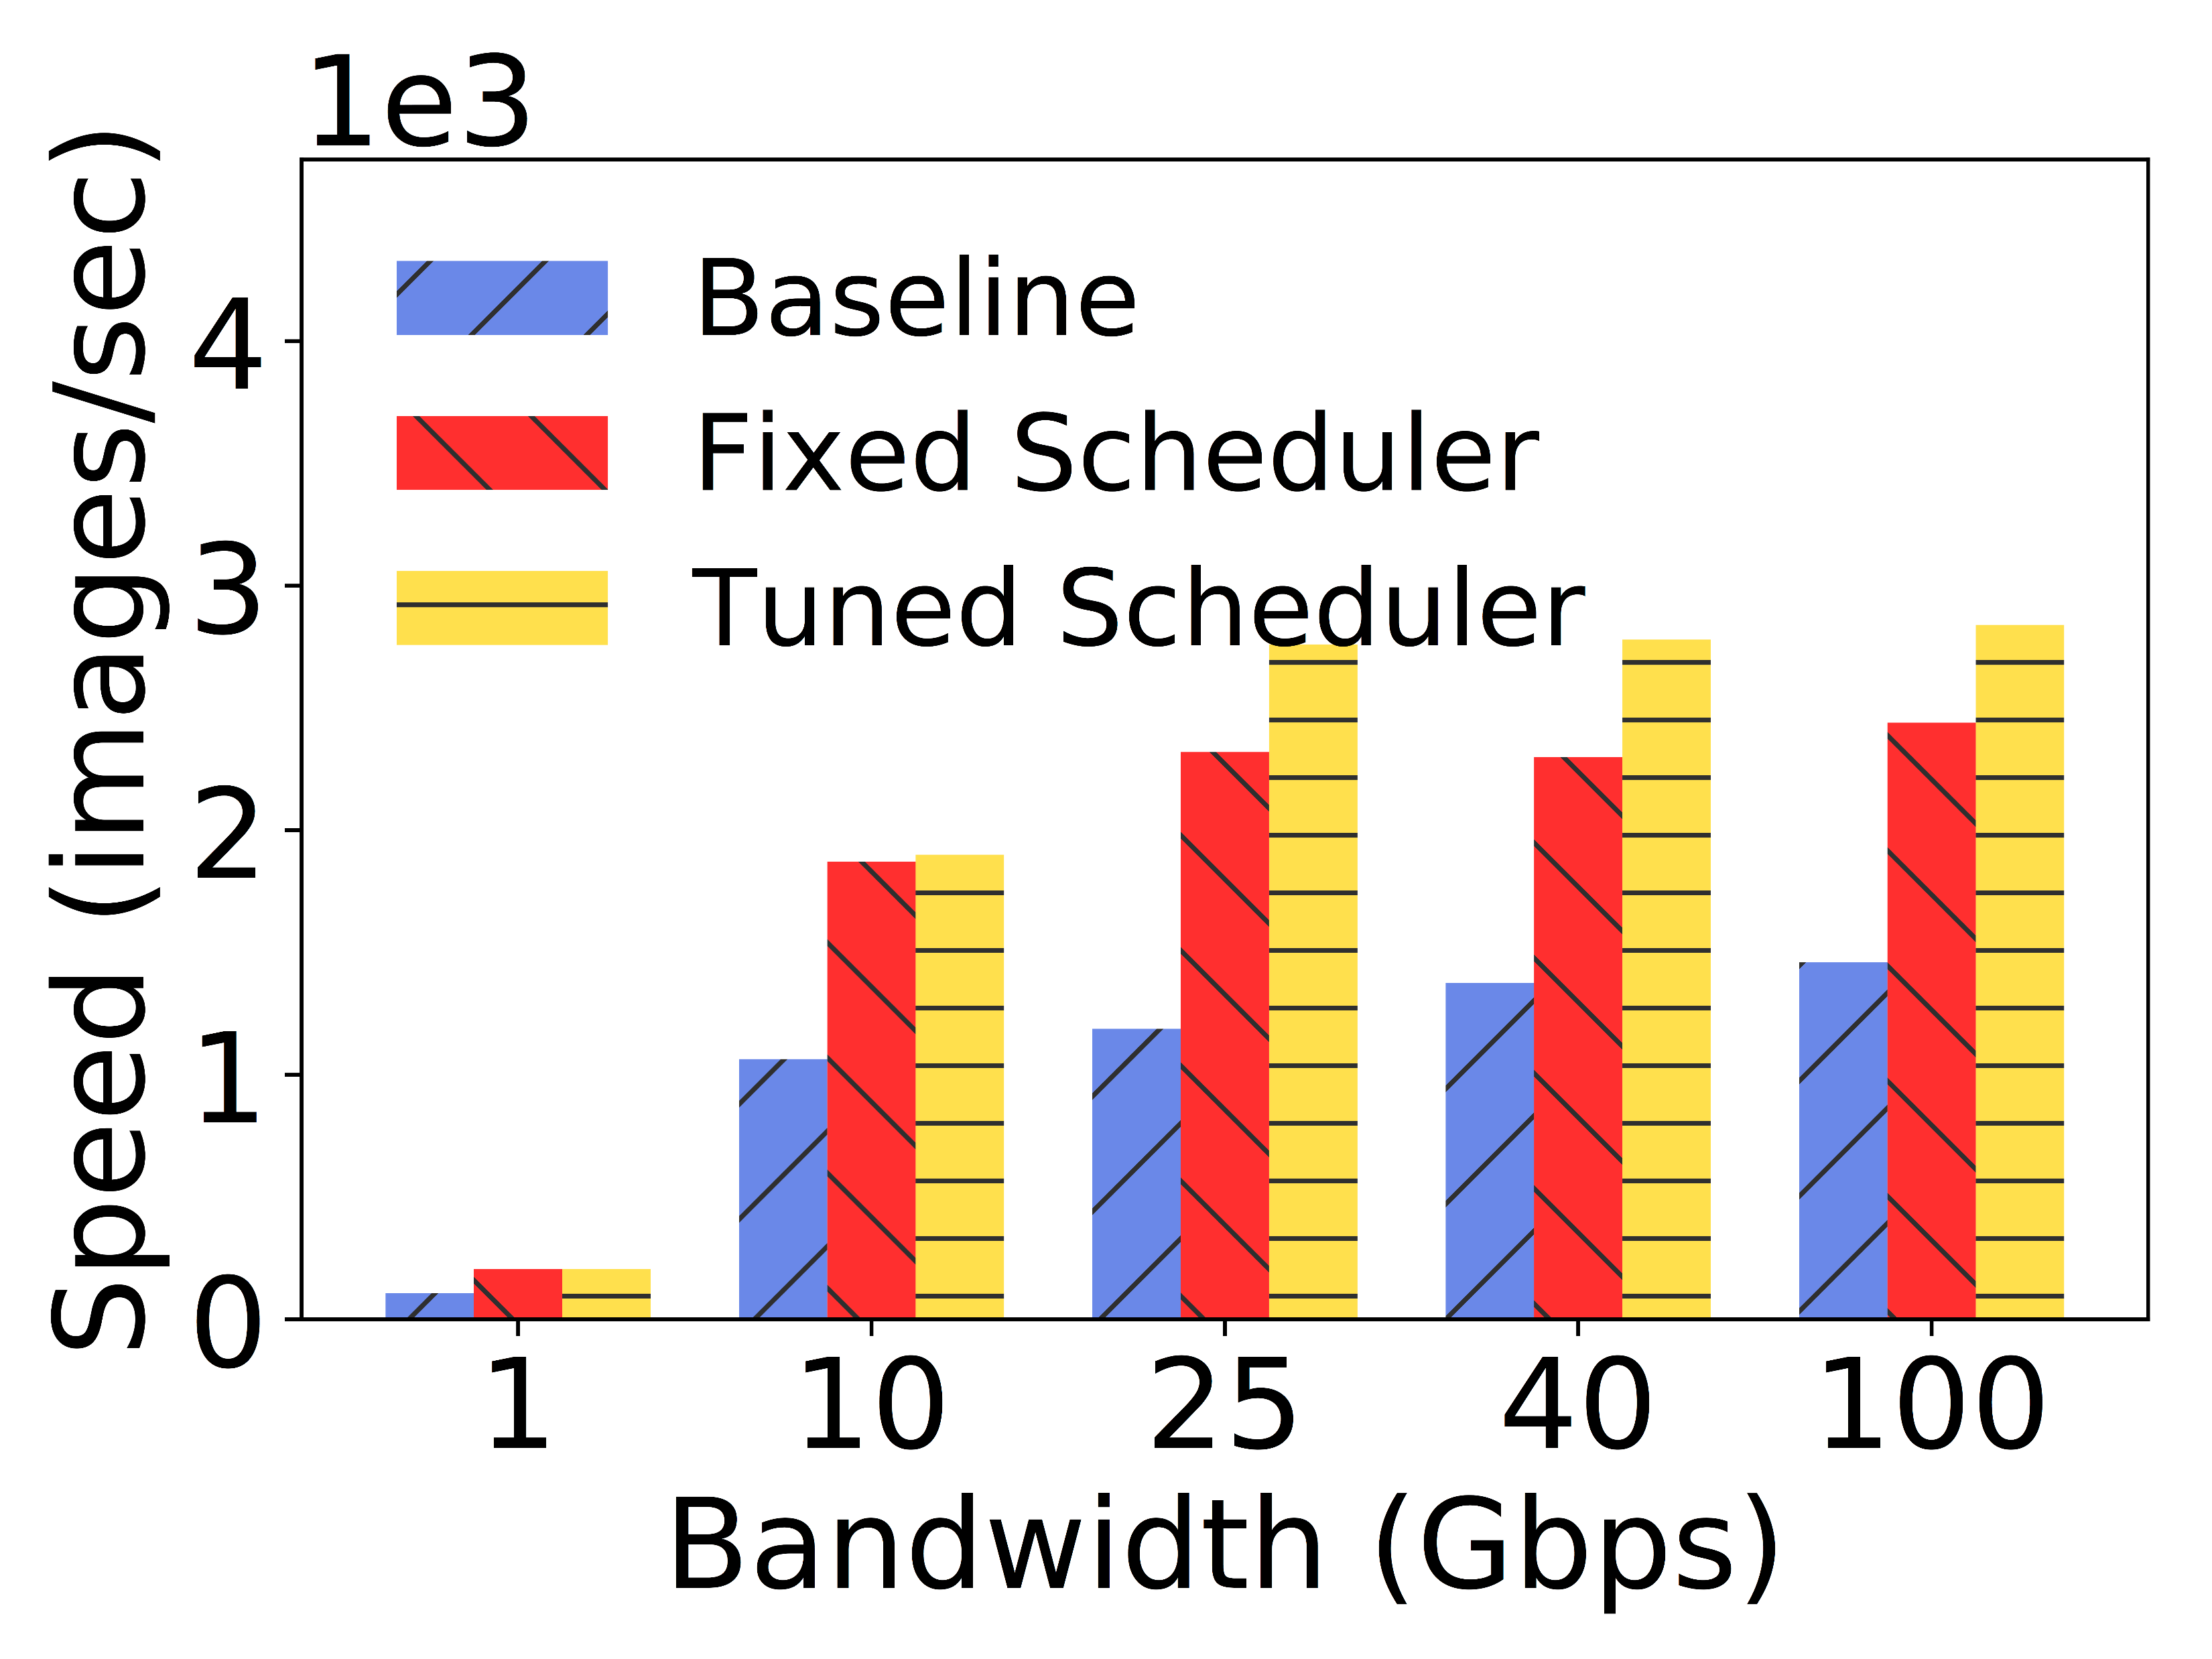 1e3
Speed (images/sec)
4
3
2
1
0
Baseline
Fixed Scheduler
Tuned Scheduler
1 10 25 40 100
Bandwidth (Gbps)